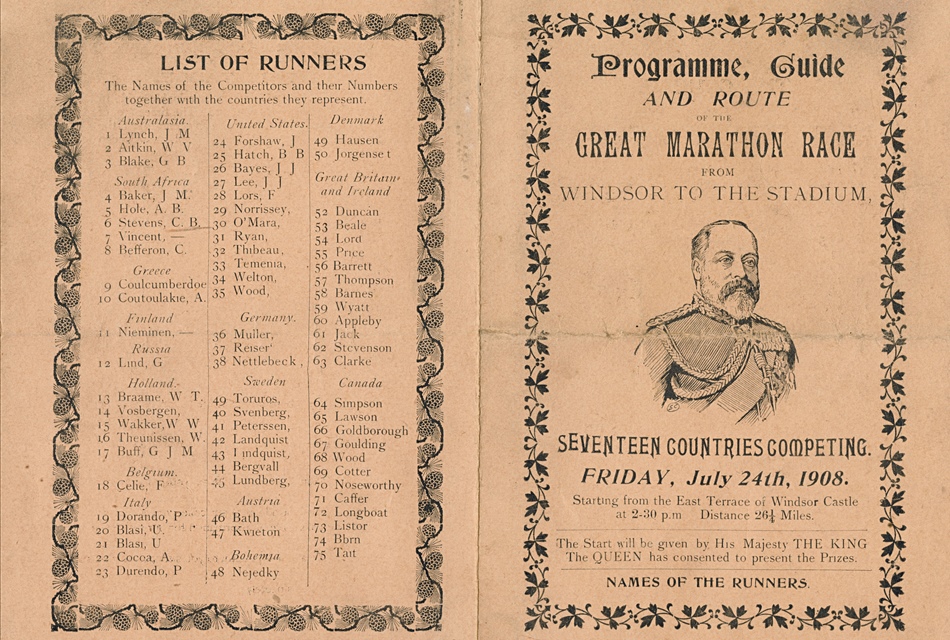 LIST OF RUNNERS
The Names of the Competitors and their Numbers
together with the countries they represent.
Australasia.
1 Lynch, J M
2 Aitkin, W V
3 Blake, G B
South Africa
4 Baker, J M.
5 Hole, A. B.
6 Stevens, C. B.
7 Vincent, —
8 Befferon, C.
Greece
9 Coulcumberdoe
10 Coutoulakie, A.
Finland
11 Nieminen, —
Russia
12 Lind, G
Holland.
13 Braame, W T.
14 Vosbergen,
15 Wakker, W W
16 Theunissen, W.
17 Buff, G J M
Belgium.
18 Celie, F
Italy
19 Dorando, P
20 Blasi, U.
21 Blasi, U
22 Cocoa, A.
23 Durendo, P
United States.
24 Forshaw, J
25 Hatch, B B
26 Bayes, J J
27 Lee, J J
28 Lors, F
29 Norrissey,
30 O'Mara,
31 Ryan,
32 Thibeau,
33 Temenia,
34 Welton,
35 Wood,
Germany.
36 Muller,
37 Reiser
38 Nettlebeck,
Sweden
49 Toruros,
40 Svenberg,
41 Peterssen,
42 Landquist
43 Lindquist,
44 Bergvall
45 Lundberg,
Austria
46 Bath
47 Kwieton
Bohemia
48 Nejedky
Denmark
49 Hausen
50 Jorgenset
Great Britain
and Ireland
52 Duncan
53 Beale
54 Lord
55 Price
56 Barrett
57 Thompson
58 Barnes
59 Wyatt
60 Appleby
61 Jack
62 Stevenson
63 Clarke
Canada
64 Simpson
65 Lawson
66 Goldborough
67 Goulding
68 Wood
69 Cotter
70 Noseworthy
71 Caffer
72 Longboat
73 Listor
74 Bbrn
75 Tait
Programme, Guide
AND ROUTE
OF THE
GREAT MARATHON RACE
FROM
WINDSOR TO THE STADIUM,
SEVENTEEN COUNTRIES COMPETING.
FRIDAY, July 24th, 1908.
Starting from the East Terrace of Windsor Castle
at 2-30 p.m Distance 26¼ Miles.
The Start will be given by His Majesty THE KING
The QUEEN has consented to present the Prizes.
NAMES OF THE RUNNERS.